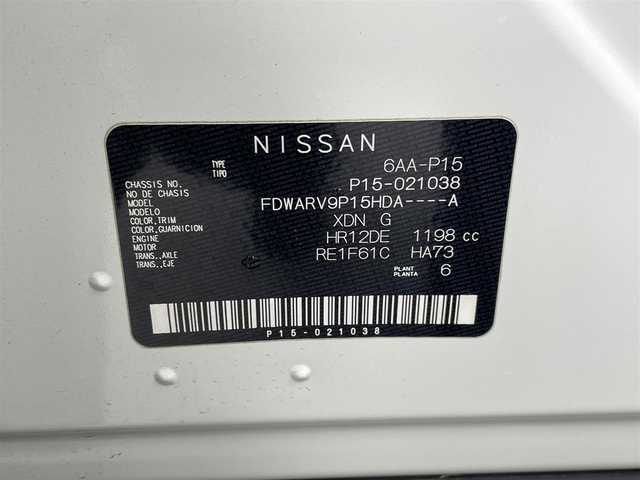 NISSAN
TYPE
TIPO 6AA-P15
CHASSIS NO.
NO DE CHASIS P15-021038
MODEL
MODELO FDWARV9P15HDA----A
COLOR,TRIM
COLOR,GUARNICION XDN G
ENGINE
MOTOR HR12DE 1198 cc
TRANS.,AXLE
TRANS.,EJE RE1F61C HA73
PLANT
PLANTA 6
P15-021038